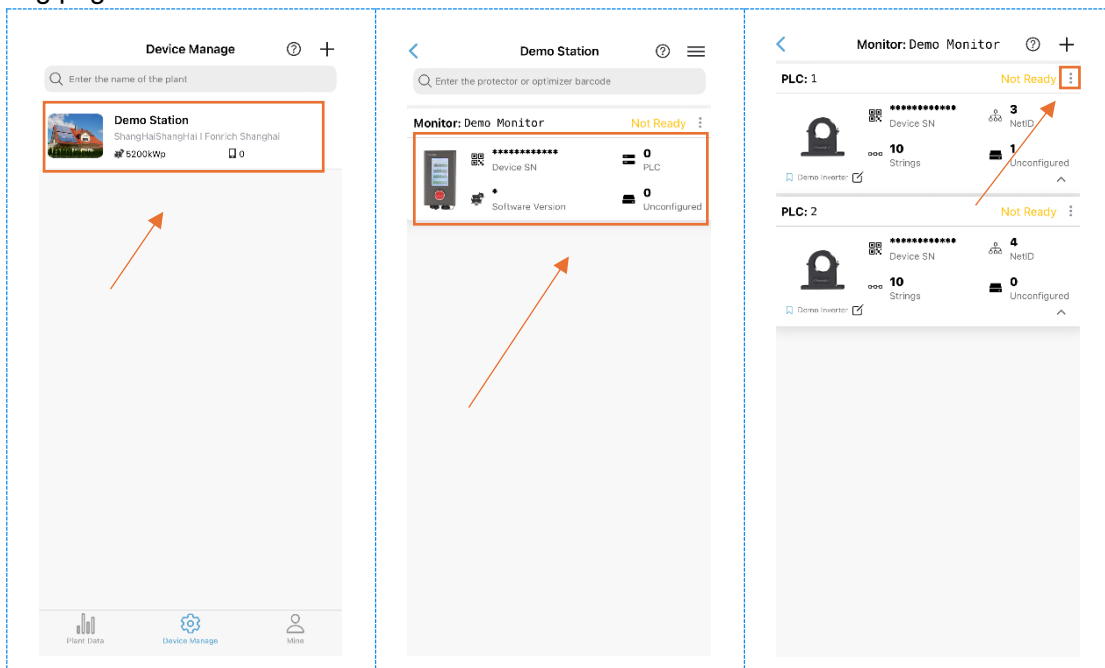 Device Manage
Enter the name of the plant
Demo Station
ShangHaiShangHai I Fonrich Shanghai
5200kWp 0
Plant Data Device Manage Mine
Demo Station
Enter the protector or optimizer barcode
Monitor: Demo Monitor Not Ready
************ 0
Device SN PLC
* 0
Software Version Unconfigured
Monitor: Demo Monitor
PLC: 1 Not Ready
************ 3
Device SN NetID
10 1
Strings Unconfigured
Demo Inverter
PLC: 2 Not Ready
************ 4
Device SN NetID
10 0
Strings Unconfigured
Demo Inverter